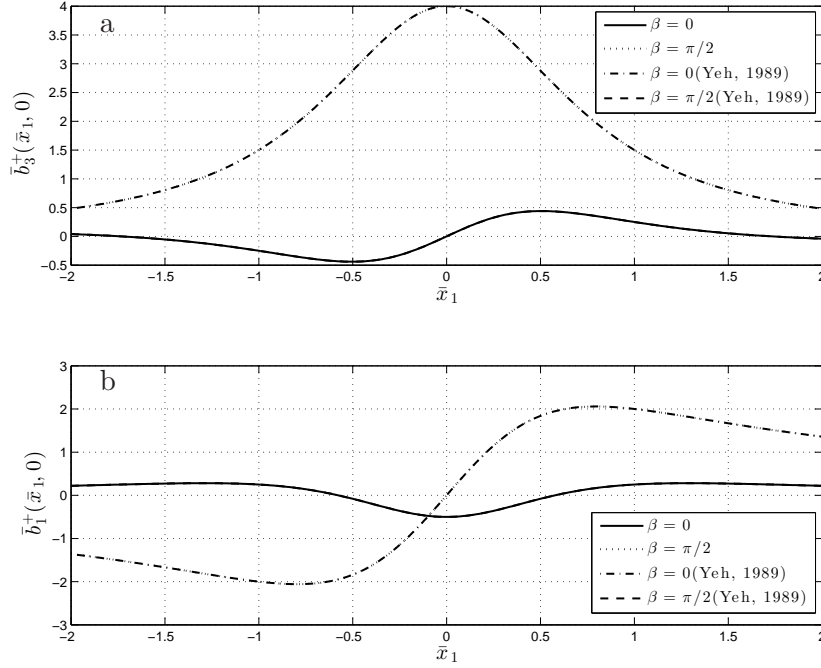 a
4
3.5
3
2.5
2
1.5
1
0.5
0
−0.5
−2
−1.5
−1
−0.5
0
0.5
1
1.5
2
x̄₁
b̄₃⁺(x̄₁, 0)
β = 0
β = π/2
β = 0(Yeh, 1989)
β = π/2(Yeh, 1989)
b
3
2
1
0
−1
−2
−3
−2
−1.5
−1
−0.5
0
0.5
1
1.5
2
x̄₁
b̄₁⁺(x̄₁, 0)
β = 0
β = π/2
β = 0(Yeh, 1989)
β = π/2(Yeh, 1989)